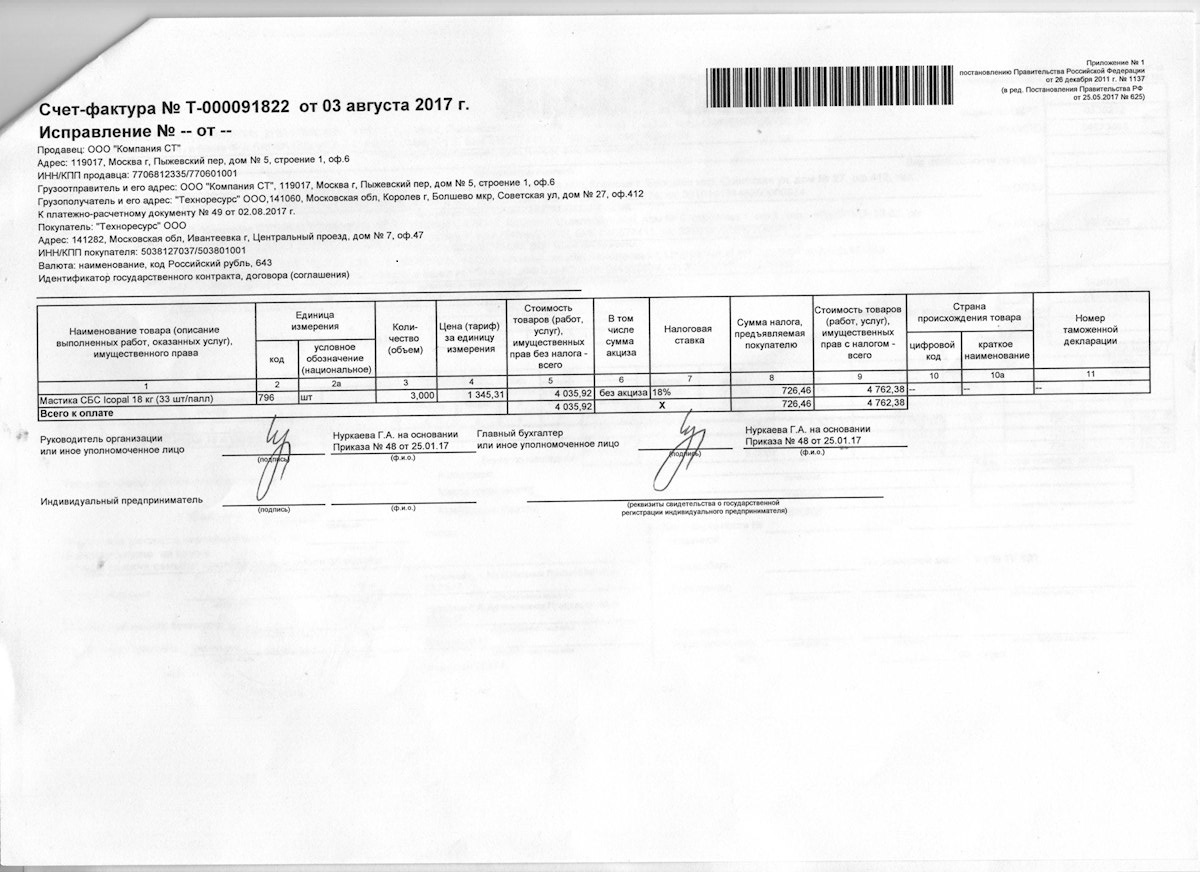 Приложение № 1
постановлению Правительства Российской Федерации
от 26 декабря 2011 г. № 1137
(в ред. Постановления Правительства РФ
от 25.05.2017 № 625)
Счет-фактура № Т-000091822 от 03 августа 2017 г.
Исправление № -- от --
Продавец: ООО "Компания СТ"
Адрес: 119017, Москва г, Пыжевский пер, дом № 5, строение 1, оф.6
ИНН/КПП продавца: 7706812335/770601001
Грузоотправитель и его адрес: ООО "Компания СТ", 119017, Москва г, Пыжевский пер, дом № 5, строение 1, оф.6
Грузополучатель и его адрес: "Техноресурс" ООО,141060, Московская обл, Королев г, Болшево мкр, Советская ул, дом № 27, оф.412
К платежно-расчетному документу № 49 от 02.08.2017 г.
Покупатель: "Техноресурс" ООО
Адрес: 141282, Московская обл, Ивантеевка г, Центральный проезд, дом № 7, оф.47
ИНН/КПП покупателя: 5038127037/503801001
Валюта: наименование, код Российский рубль, 643
Идентификатор государственного контракта, договора (соглашения)
Наименование товара (описание
выполненных работ, оказанных услуг),
имущественного права
Единица
измерения
код
условное
обозначение
(национальное)
Коли-
чество
(объем)
Цена (тариф)
за единицу
измерения
Стоимость
товаров (работ,
услуг),
имущественных
прав без налога -
всего
В том
числе
сумма
акциза
Налоговая
ставка
Сумма налога,
предъявляемая
покупателю
Стоимость товаров
(работ, услуг),
имущественных
прав с налогом -
всего
Страна
происхождения товара
цифровой
код
краткое
наименование
Номер
таможенной
декларации
1 2 2а 3 4 5 6 7 8 9 10 10а 11
Мастика СБС Icopal 18 кг (33 шт/палл) 796 шт 3,000 1 345,31 4 035,92 без акциза 18% 726,46 4 762,38 -- -- --
Всего к оплате 4 035,92 X 726,46 4 762,38
Руководитель организации
или иное уполномоченное лицо
(подпись)
Нуркаева Г.А. на основании
Приказа № 48 от 25.01.17
(ф.и.о.)
Главный бухгалтер
или иное уполномоченное лицо
(подпись)
Нуркаева Г.А. на основании
Приказа № 48 от 25.01.17
(ф.и.о.)
Индивидуальный предприниматель
(подпись)
(ф.и.о.)
(реквизиты свидетельства о государственной
регистрации индивидуального предпринимателя)